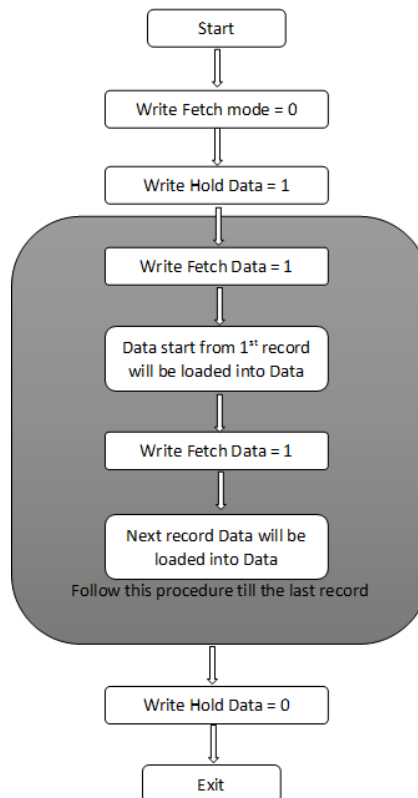 Start
Write Fetch mode = 0
Write Hold Data = 1
Write Fetch Data = 1
Data start from 1st record
will be loaded into Data
Write Fetch Data = 1
Next record Data will be
loaded into Data
Follow this procedure till the last record
Write Hold Data = 0
Exit